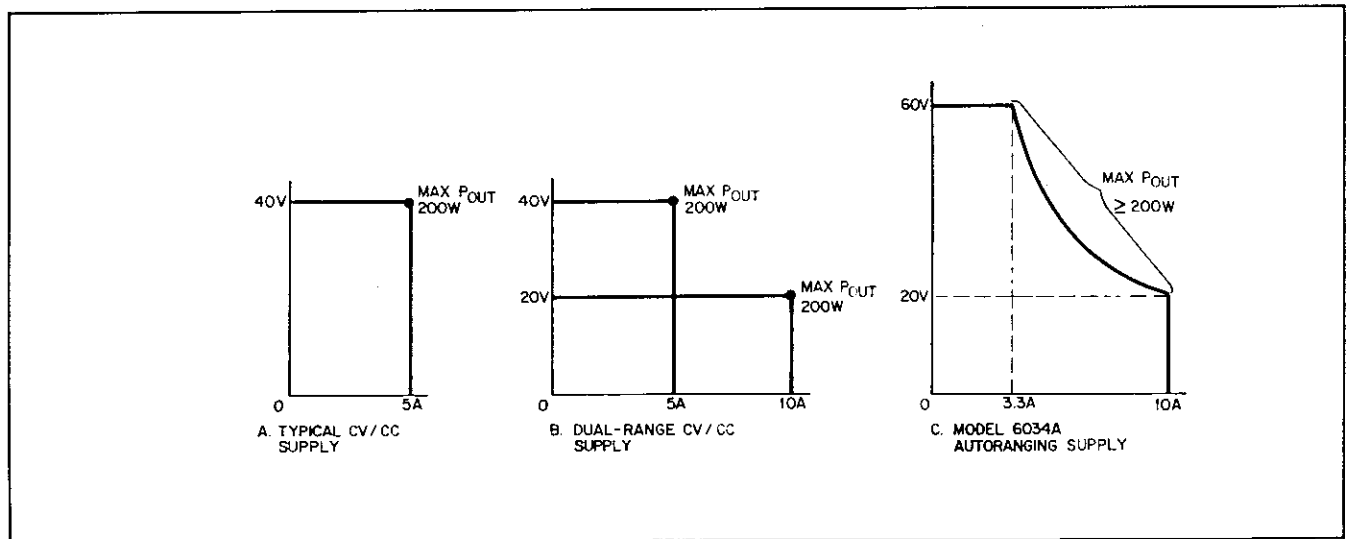 40V
MAX POUT
200W
0
5A
A. TYPICAL CV/CC
SUPPLY
40V
MAX POUT
200W
20V
MAX POUT
200W
0
5A
10A
B. DUAL-RANGE CV/CC
SUPPLY
60V
MAX POUT
≥ 200W
20V
0
3.3A
10A
C. MODEL 6034A
AUTORANGING SUPPLY